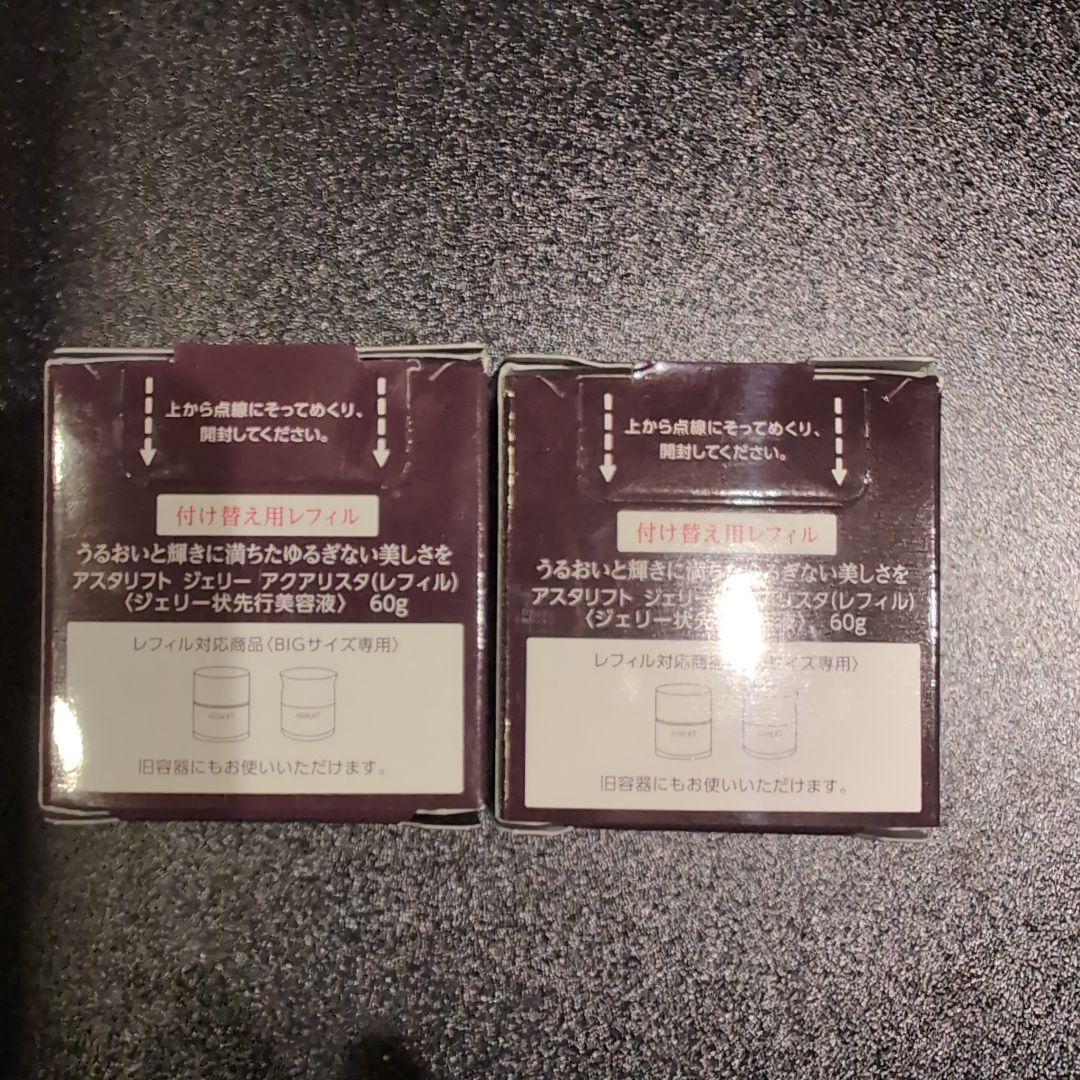 上から点線にそってめくり、
開封してください。
付け替え用レフィル
うるおいと輝きに満ちたゆるぎない美しさを
アスタリフト ジェリー アクアリスタ(レフィル)
〈ジェリー状先行美容液〉 60g
レフィル対応商品〈BIGサイズ専用〉
ASTALIFT ASTALIFT
旧容器にもお使いいただけます。
上から点線にそってめくり、
開封してください。
付け替え用レフィル
うるおいと輝きに満ちたゆるぎない美しさを
アスタリフト ジェリー リスタ(レフィル)
〈ジェリー状先行 液〉 60g
レフィル対応商品 イズ専用〉
旧容器にもお使いいただけます。